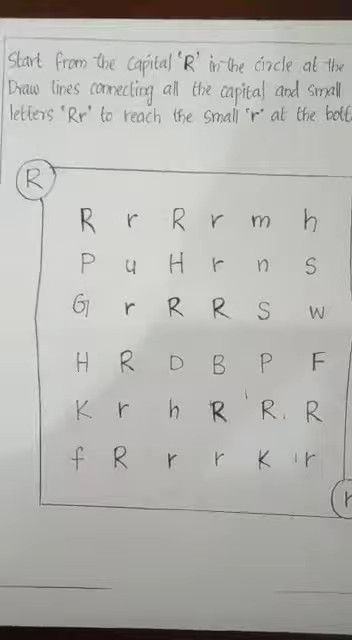 Start from the Capital 'R' in the circle at the
Draw lines connecting all the capital and small
letters 'Rr' to reach the small 'r' at the bott
R
R r R r m h
P u H r n s
G r R R S w
H R D B P F
K r h R R R
f R r r K r
r